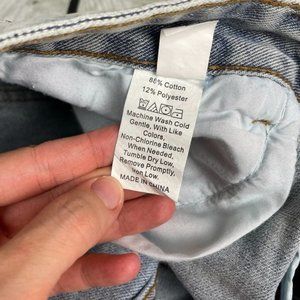 88% Cotton
12% Polyester
Machine Wash Cold
Gentle, With Like
Colors,
Non-Chlorine Bleach
When Needed,
Tumble Dry Low,
Remove Promptly,
Iron Low.
MADE IN CHINA